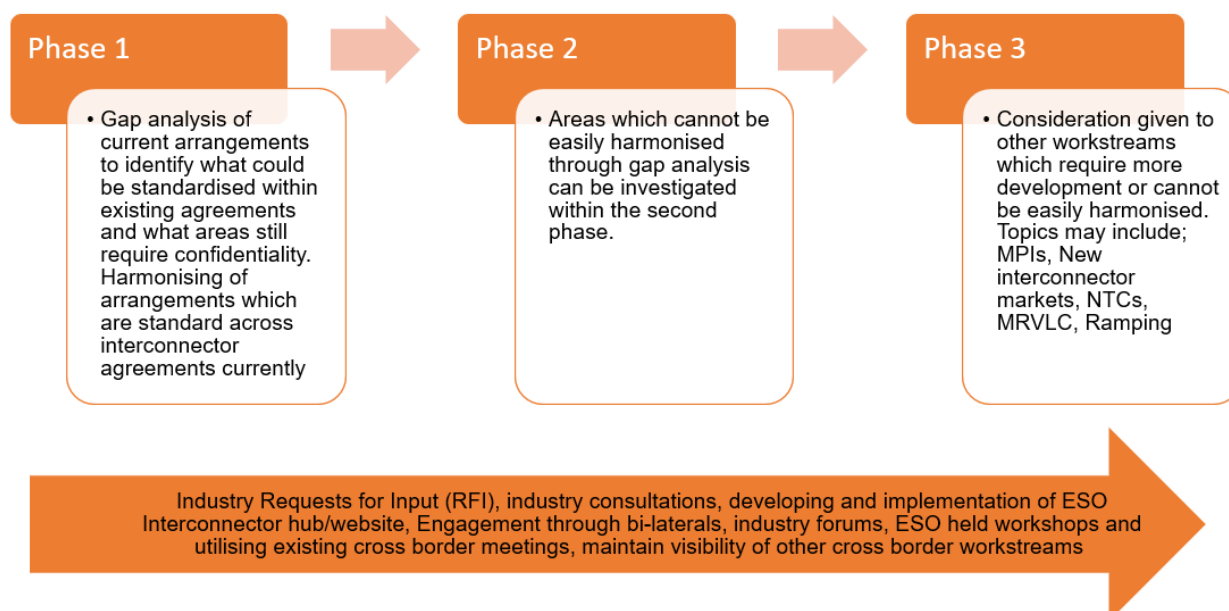 Phase 1
• Gap analysis of
current arrangements
to identify what could
be standardised within
existing agreements
and what areas still
require confidentiality.
Harmonising of
arrangements which
are standard across
interconnector
agreements currently
Phase 2
• Areas which cannot be
easily harmonised
through gap analysis
can be investigated
within the second
phase.
Phase 3
• Consideration given to
other workstreams
which require more
development or cannot
be easily harmonised.
Topics may include;
MPIs, New
interconnector
markets, NTCs,
MRVLC, Ramping
Industry Requests for Input (RFI), industry consultations, developing and implementation of ESO
Interconnector hub/website, Engagement through bi-laterals, industry forums, ESO held workshops and
utilising existing cross border meetings, maintain visibility of other cross border workstreams